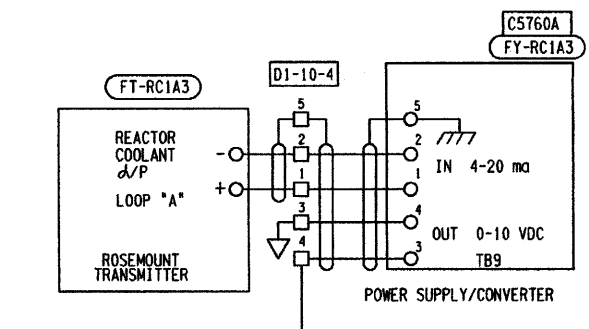 C5760A
FY-RC1A3
D1-10-4
FT-RC1A3
5 5
REACTOR
COOLANT
d/P
LOOP "A"
- 2 2
+ 1 1
IN 4-20 ma
3 4
OUT 0-10 VDC
4 3
TB9
ROSEMOUNT
TRANSMITTER
POWER SUPPLY/CONVERTER